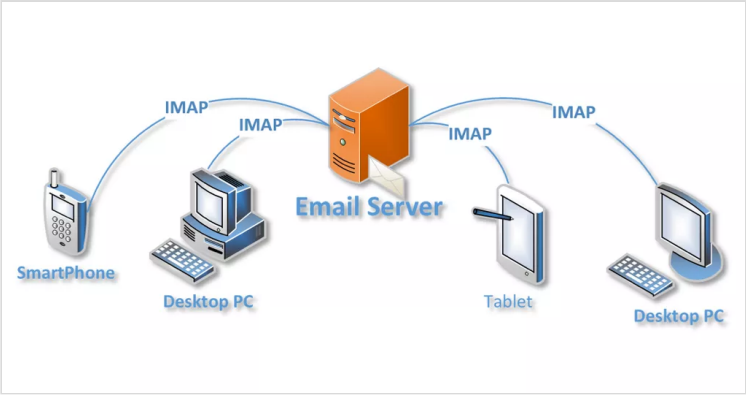 IMAP
IMAP
IMAP
IMAP
Email Server
SmartPhone
Desktop PC
Tablet
Desktop PC